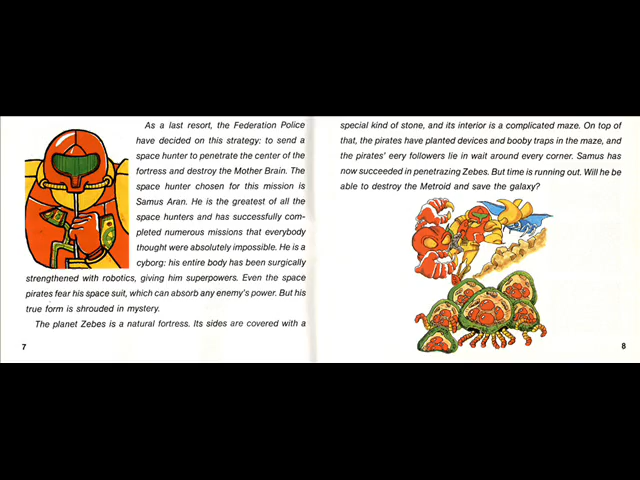 As a last resort, the Federation Police
have decided on this strategy: to send a
space hunter to penetrate the center of the
fortress and destroy the Mother Brain. The
space hunter chosen for this mission is
Samus Aran. He is the greatest of all the
space hunters and has successfully com-
pleted numerous missions that everybody
thought were absolutely impossible. He is a
cyborg: his entire body has been surgically
strengthened with robotics, giving him superpowers. Even the space
pirates fear his space suit, which can absorb any enemy's power. But his
true form is shrouded in mystery.
The planet Zebes is a natural fortress. Its sides are covered with a
7
special kind of stone, and its interior is a complicated maze. On top of
that, the pirates have planted devices and booby traps in the maze, and
the pirates' eery followers lie in wait around every corner. Samus has
now succeeded in penetrazing Zebes. But time is running out. Will he be
able to destroy the Metroid and save the galaxy?
8